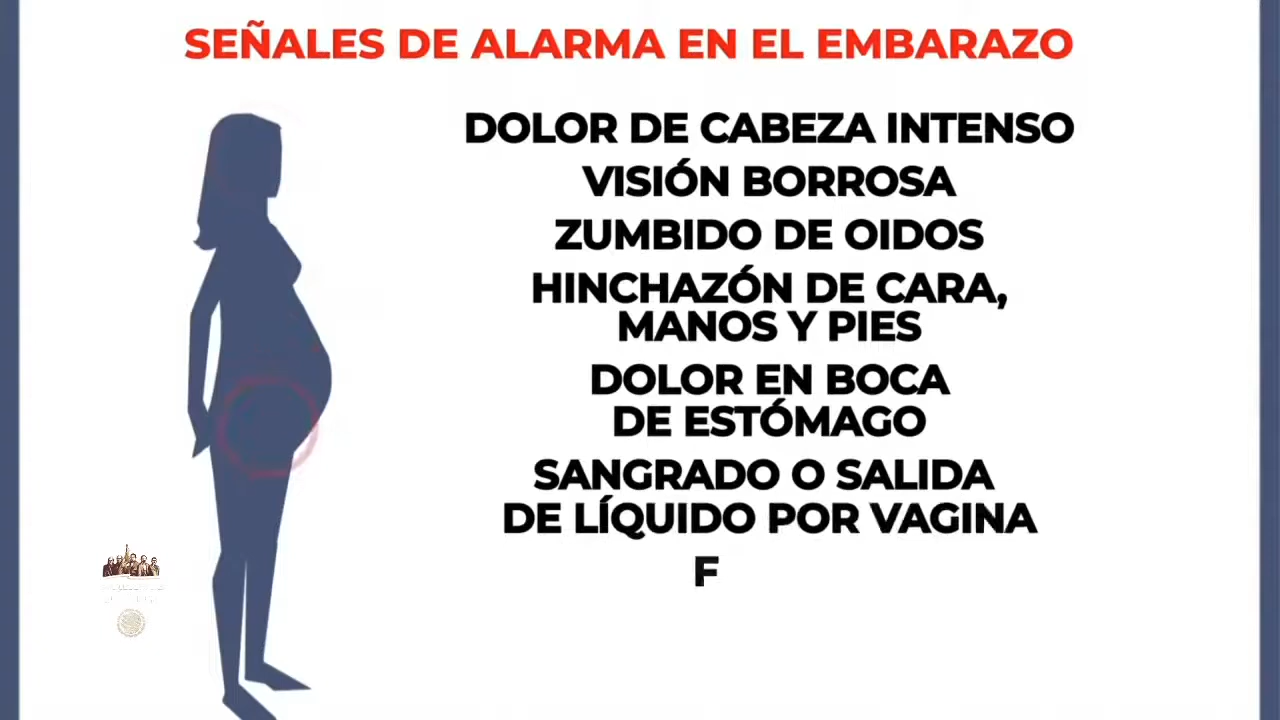 SEÑALES DE ALARMA EN EL EMBARAZO
DOLOR DE CABEZA INTENSO
VISIÓN BORROSA
ZUMBIDO DE OIDOS
HINCHAZÓN DE CARA,
MANOS Y PIES
DOLOR EN BOCA
DE ESTÓMAGO
SANGRADO O SALIDA
DE LÍQUIDO POR VAGINA
F